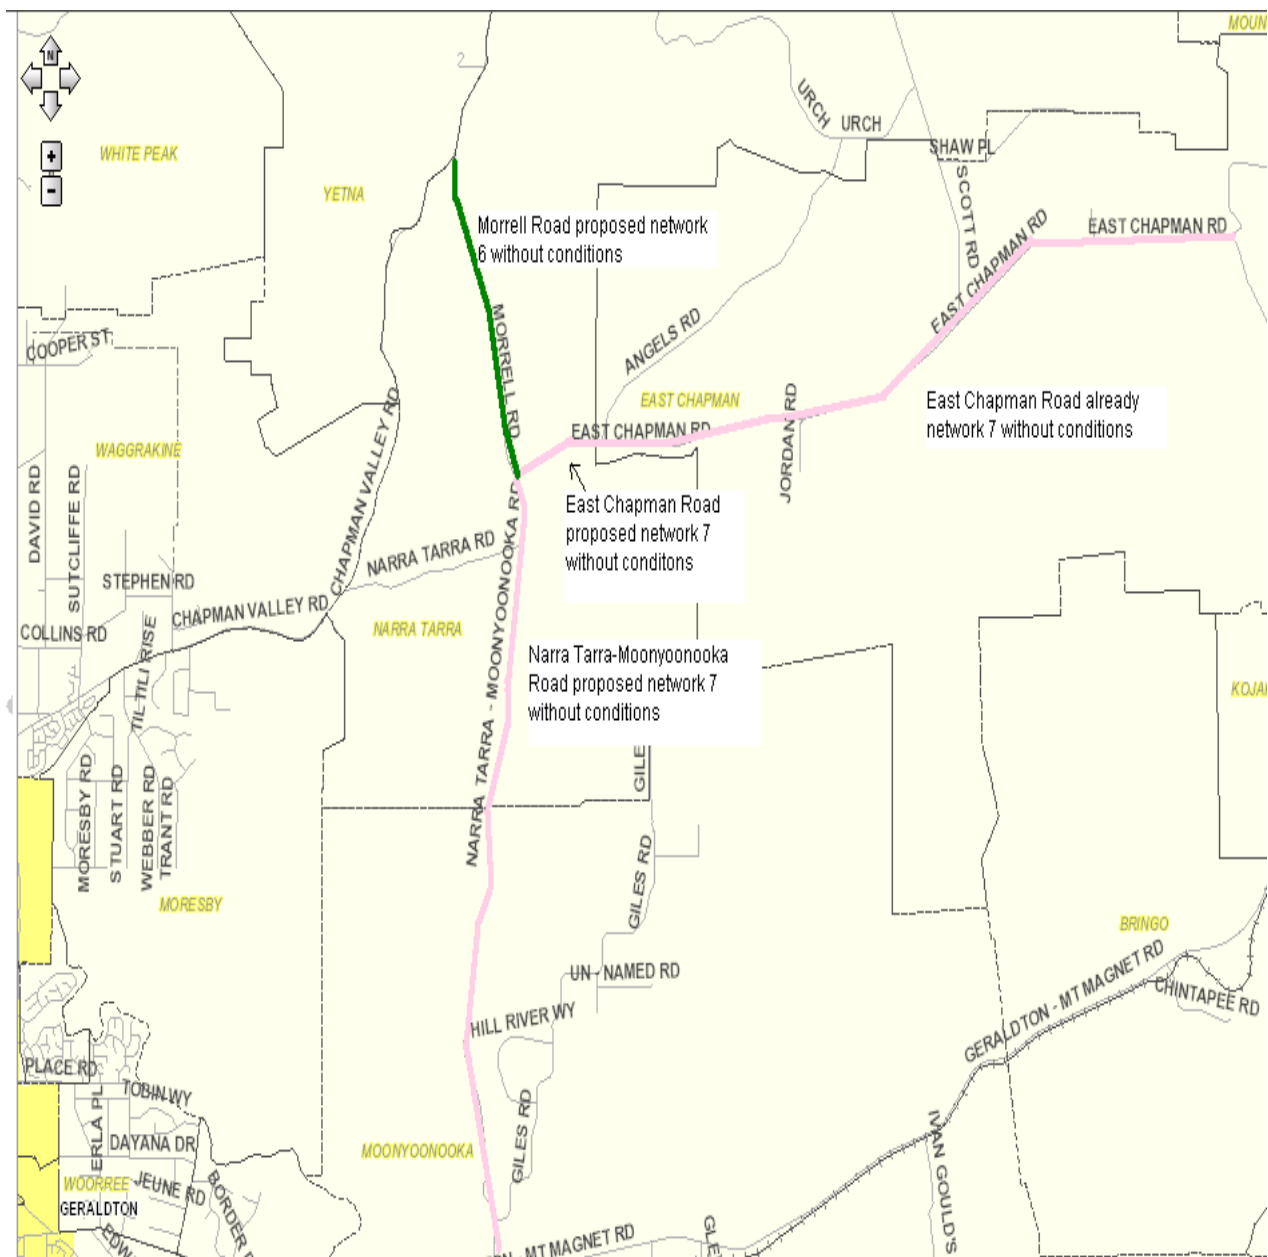 MOUN
N
+
-
2
WHITE PEAK
YETNA
URCH
URCH
SHAW PL
SCOTT RD
EAST CHAPMAN RD
EAST CHAPMAN RD
Morrell Road proposed network
6 without conditions
MORRELL RD
ANGELS RD
COOPER ST
EAST CHAPMAN
East Chapman Road already
network 7 without conditions
JORDAN RD
EAST CHAPMAN RD
WAGGRAKINE
CHAPMAN VALLEY RD
DAVID RD
SUTCLIFFE RD
East Chapman Road
proposed network 7
without conditons
NARRA TARRA RD
STEPHEN RD
CHAPMAN VALLEY RD
COLLINS RD
TIL TILI RISE
NARRA TARRA
NARRA TARRA - MOONYOONOOKA RD
Narra Tarra-Moonyoonooka
Road proposed network 7
without conditions
KOJAR
GILE
MORESBY RD
STUART RD
WEBBER RD
TRANT RD
GILES RD
MORESBY
BRINGO
UN - NAMED RD
GERALDTON - MT MAGNET RD
CHINTAPEE RD
HILL RIVER WY
PLACE RD
TOBIN WY
ERLA PL
DAYANA DR
MOONYOONOOKA
GILES RD
IVAN GOULD'S
WOORREE
JEUNE RD
GERALDTON
BORDER
EDW
ON - MT MAGNET RD
GLE